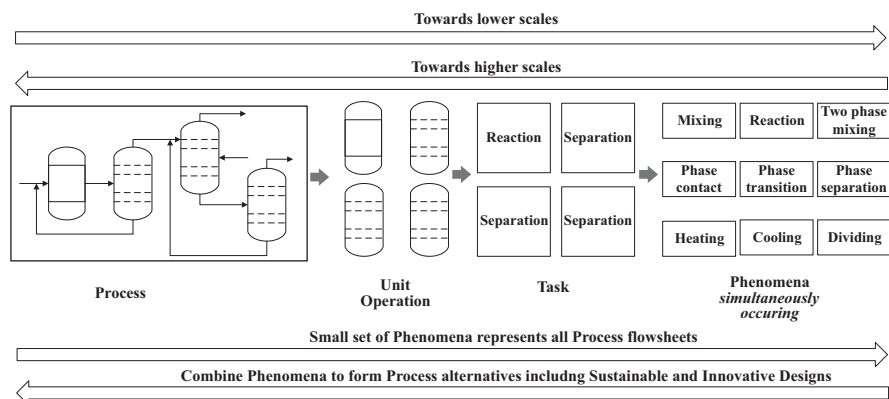 Towards lower scales
Towards higher scales
Mixing
Reaction
Two phase
mixing
Phase
contact
Phase
transition
Phase
separation
Heating
Cooling
Dividing
Reaction
Separation
Separation
Separation
Process
Unit
Operation
Task
Phenomena
simultaneously
occuring
Small set of Phenomena represents all Process flowsheets
Combine Phenomena to form Process alternatives includng Sustainable and Innovative Designs